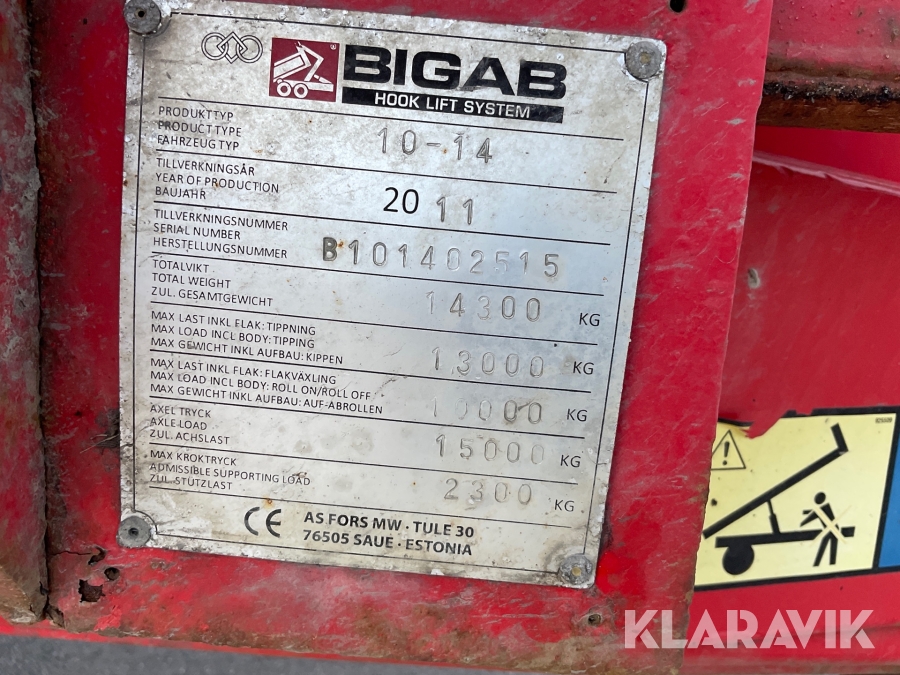 BIGAB
HOOK LIFT SYSTEM
PRODUKTTYP
PRODUCT TYPE
FAHRZEUG TYP
10-14
TILLVERKNINGSÅR
YEAR OF PRODUCTION
BAUJAHR
20 11
TILLVERKNINGSNUMMER
SERIAL NUMBER
HERSTELLUNGSNUMMER
B101402515
TOTALVIKT
TOTAL WEIGHT
ZUL. GESAMTGEWICHT
14300 KG
MAX LAST INKL FLAK: TIPPNING
MAX LOAD INCL BODY: TIPPING
MAX GEWICHT INKL AUFBAU: KIPPEN
13000 KG
MAX LAST INKL FLAK: FLAKVÄXLING
MAX LOAD INCL BODY: ROLL ON/ROLL OFF
MAX GEWICHT INKL AUFBAU: AUF-ABROLLEN
10000 KG
AXEL TRYCK
AXLE LOAD
ZUL. ACHSLAST
15000 KG
MAX KROKTRYCK
ADMISSIBLE SUPPORTING LOAD
ZUL. STÜTZLAST
2300 KG
CE AS FORS MW · TULE 30
76505 SAUE · ESTONIA
KLARAVIK